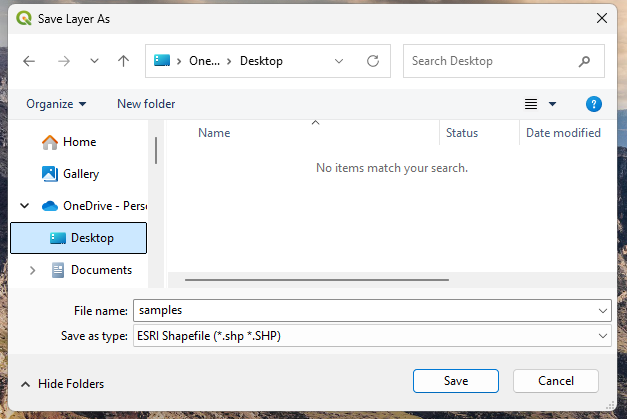 Save Layer As
One... Desktop
Search Desktop
Organize
New folder
?
Home
Gallery
OneDrive - Pers
Desktop
Documents
Name
Status
Date modified
No items match your search.
File name: samples
Save as type: ESRI Shapefile (*.shp *.SHP)
Hide Folders
Save
Cancel